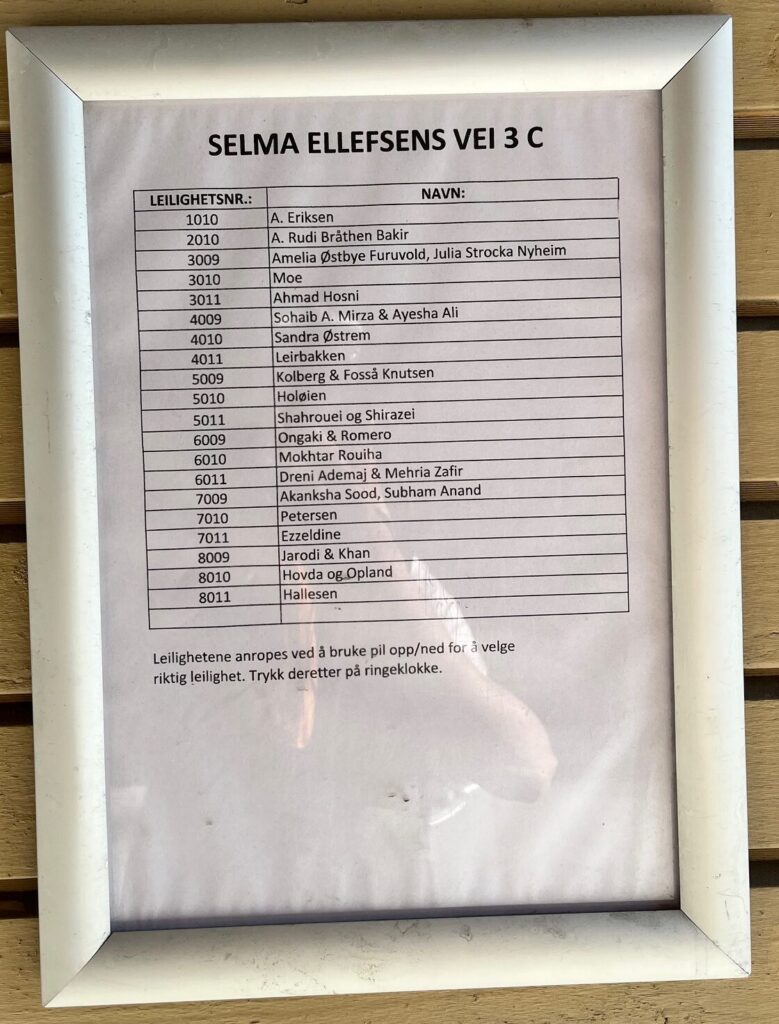 SELMA ELLEFSENS VEI 3 C
LEILIGHETSNR.: NAVN:
1010 A. Eriksen
2010 A. Rudi Bråthen Bakir
3009 Amelia Østbye Furuvold, Julia Strocka Nyheim
3010 Moe
3011 Ahmad Hosni
4009 Sohaib A. Mirza & Ayesha Ali
4010 Sandra Østrem
4011 Leirbakken
5009 Kolberg & Fosså Knutsen
5010 Holøien
5011 Shahrouei og Shirazei
6009 Ongaki & Romero
6010 Mokhtar Rouiha
6011 Dreni Ademaj & Mehria Zafir
7009 Akanksha Sood, Subham Anand
7010 Petersen
7011 Ezzeldine
8009 Jarodi & Khan
8010 Hovda og Opland
8011 Hallesen
Leilighetene anropes ved å bruke pil opp/ned for å velge
riktig leilighet. Trykk deretter på ringeklokke.